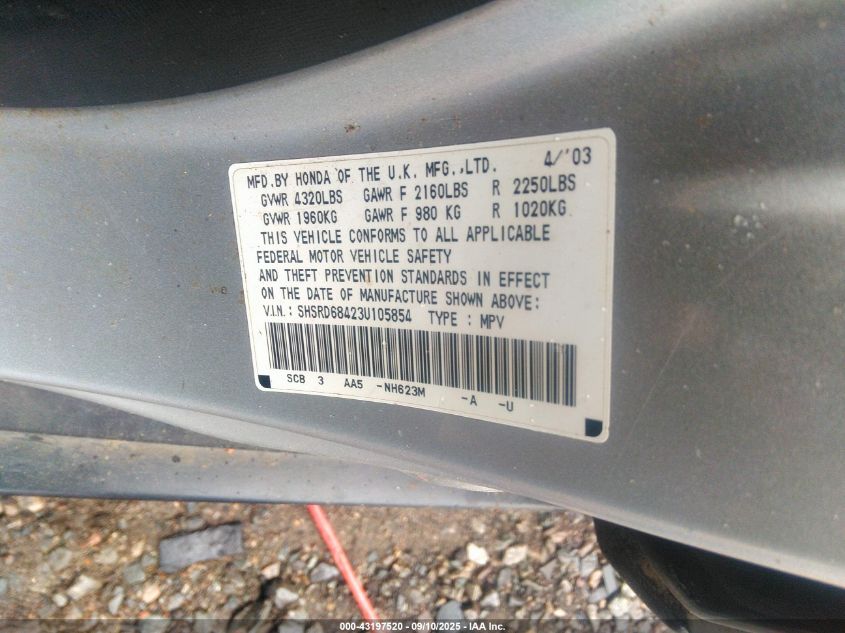 MFD.BY HONDA OF THE U.K. MFG.,LTD. 4/'03
GVWR 4320LBS GAWR F 2160LBS R 2250LBS
GVWR 1960KG GAWR F 980 KG R 1020KG
THIS VEHICLE CONFORMS TO ALL APPLICABLE
FEDERAL MOTOR VEHICLE SAFETY
AND THEFT PREVENTION STANDARDS IN EFFECT
ON THE DATE OF MANUFACTURE SHOWN ABOVE:
V.I.N.: SHSRD68423U105854 TYPE : MPV
SCB 3 AA5 -NH623M -A -U
000-43197520 - 09/10/2025 - IAA Inc.